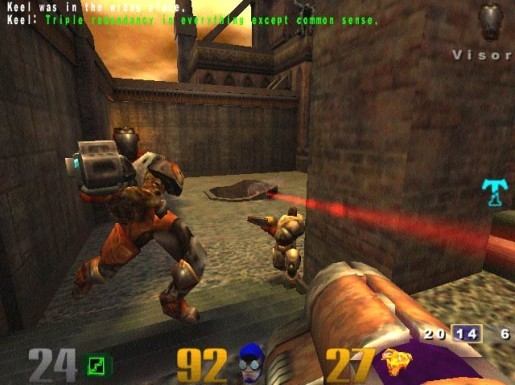 Keel was in the wrong place.
Keel: Triple redundancy in everything except common sense.
Visor
20 14 6
24 92 27